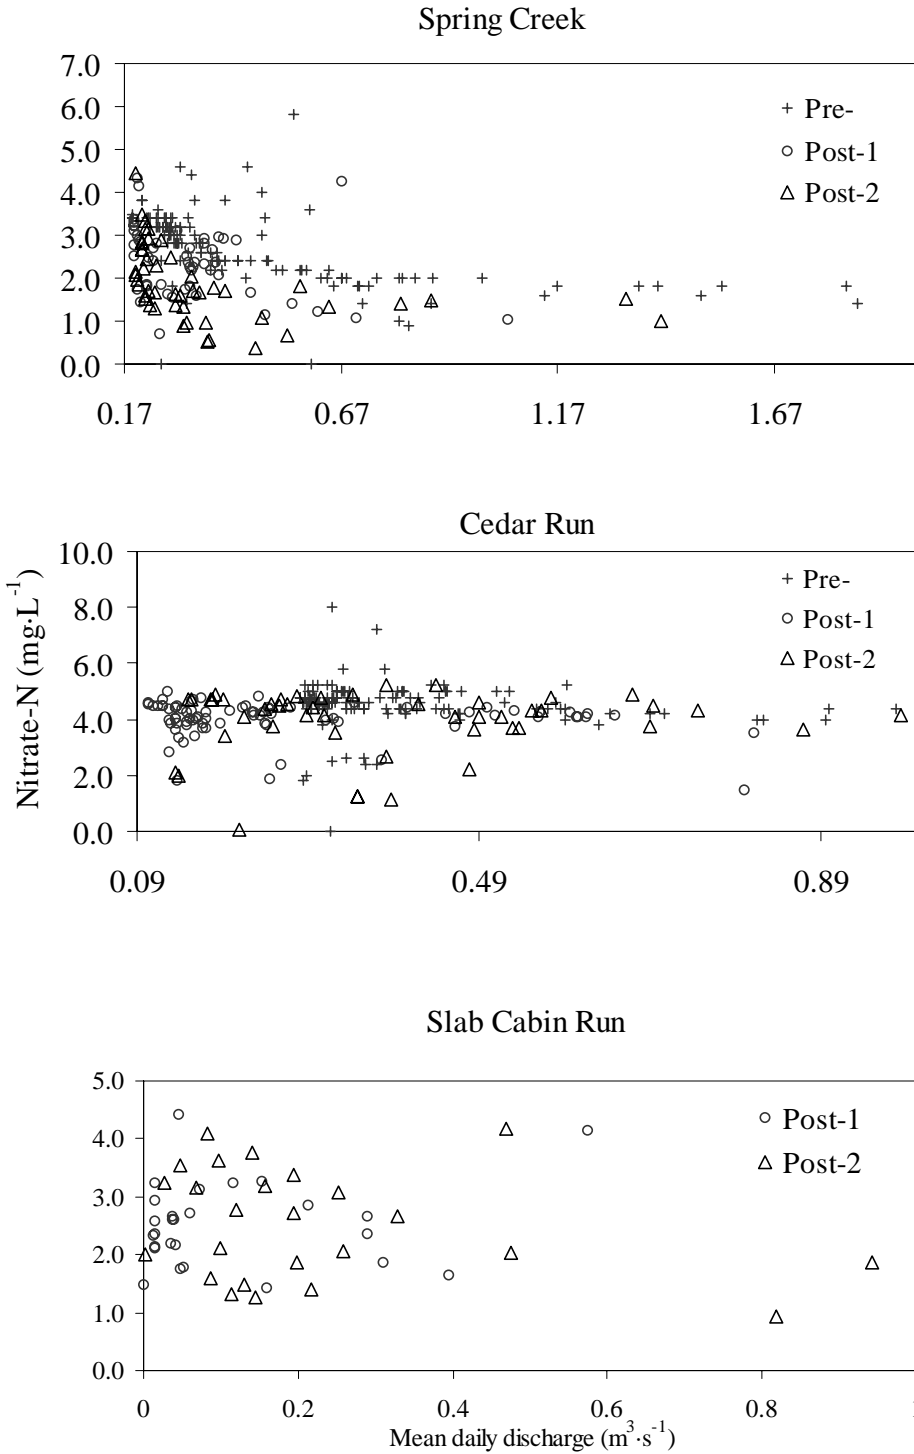 Spring Creek
7.0
6.0
5.0
4.0
3.0
2.0
1.0
0.0
Pre-
Post-1
Post-2
0.17 0.67 1.17 1.67
Cedar Run
Nitrate-N (mg·L⁻¹)
10.0
8.0
6.0
4.0
2.0
0.0
Pre-
Post-1
Post-2
0.09 0.49 0.89
Slab Cabin Run
5.0
4.0
3.0
2.0
1.0
0.0
Post-1
Post-2
0 0.2 0.4 0.6 0.8
Mean daily discharge (m³·s⁻¹)